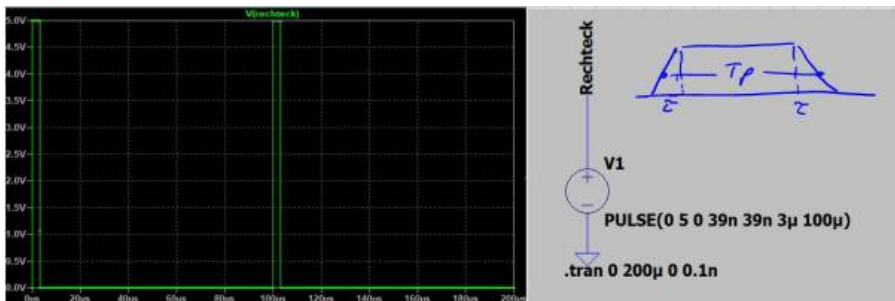 V(rechteck)
5.0V
4.5V
4.0V
3.5V
3.0V
2.5V
2.0V
1.5V
1.0V
0.5V
0.0V
0µs 20µs 40µs 60µs 80µs 100µs 120µs 140µs 160µs 180µs 200µs
Rechteck
Tp
τ τ
V1
PULSE(0 5 0 39n 39n 3µ 100µ)
.tran 0 200µ 0 0.1n